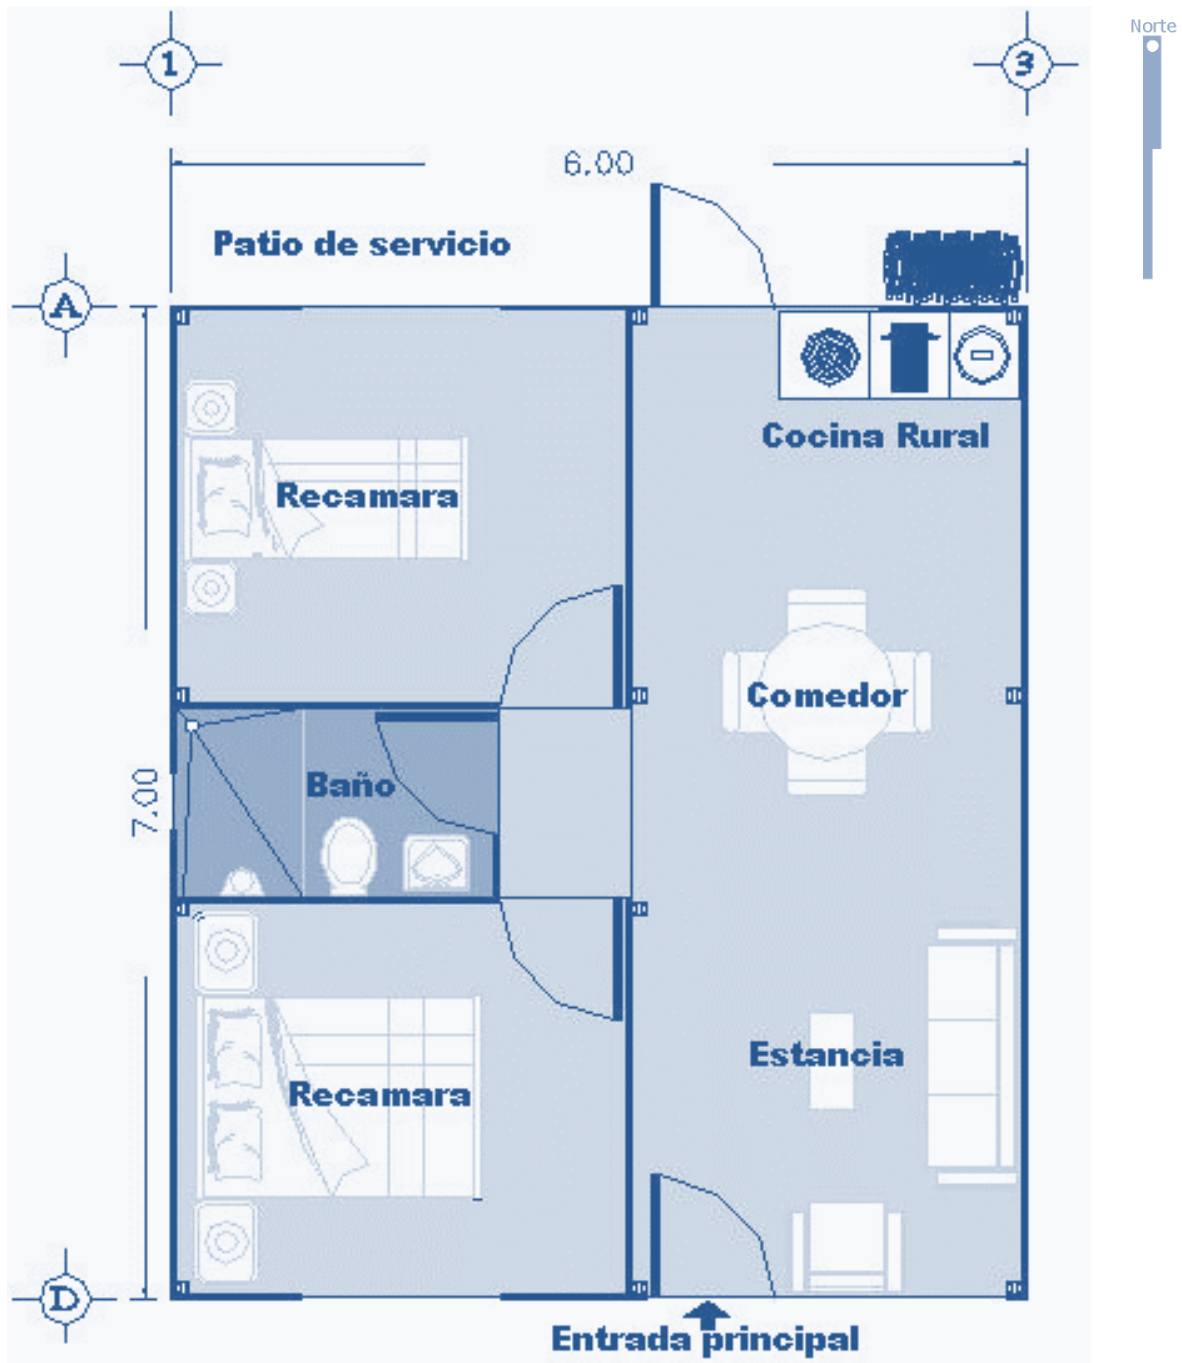 Norte
1
3
6.00
Patio de servicio
A
Cocina Rural
Recamara
Comedor
7.00
Baño
Estancia
Recamara
D
Entrada principal